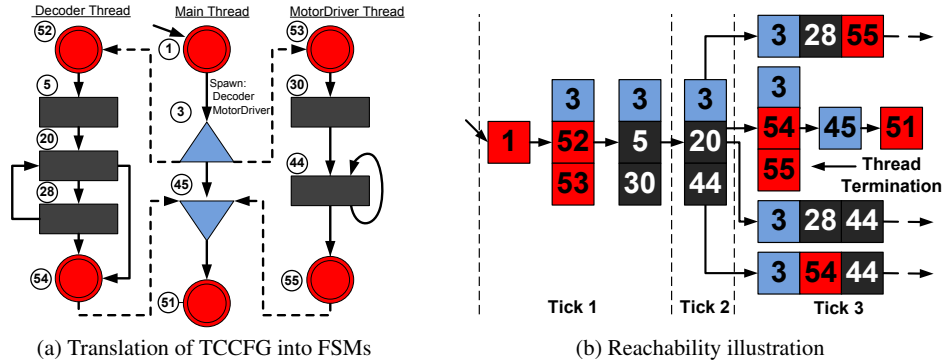 Decoder Thread
Main Thread
MotorDriver Thread
52
1
53
Spawn:
Decoder
MotorDriver
5
3
30
20
45
44
28
54
51
55
(a) Translation of TCCFG into FSMs
3 28 55
3 3 3 3
1 52 5 20 54 45 51
53 30 44 55
Thread
Termination
3 28 44
3 54 44
Tick 1 Tick 2 Tick 3
(b) Reachability illustration